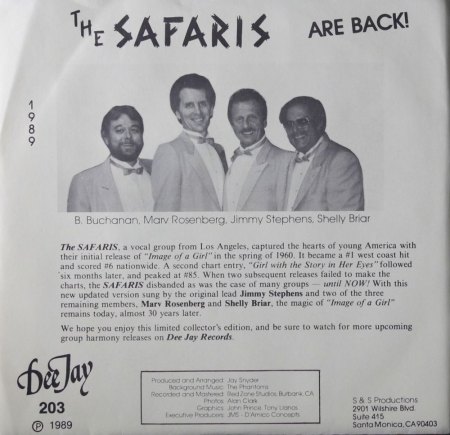 THE SAFARIS ARE BACK!
1989
B. Buchanan, Marv Rosenberg, Jimmy Stephens, Shelly Briar
The SAFARIS, a vocal group from Los Angeles, captured the hearts of young America with
their initial release of "Image of a Girl" in the spring of 1960. It became a #1 west coast hit
and scored #6 nationwide. A second chart entry, "Girl with the Story in Her Eyes" followed
six months later, and peaked at #85. When two subsequent releases failed to make the
charts, the SAFARIS disbanded as was the case of many groups — until NOW! With this
new updated version sung by the original lead Jimmy Stephens and two of the three
remaining members, Marv Rosenberg and Shelly Briar, the magic of "Image of a Girl"
remains today, almost 30 years later.
We hope you enjoy this limited collector's edition, and be sure to watch for more upcoming
group harmony releases on Dee Jay Records.
Dee Jay
203
℗ 1989
Produced and Arranged: Jay Snyder
Background Music: The Phantoms
Recorded and Mastered: Red Zone Studios, Burbank, CA
Photos: Alan Clark
Graphics: John Prince, Tony Llanos
Executive Producers: JMS - D'Amico Concepts
S & S Productions
2901 Wilshire Blvd.
Suite 415
Santa Monica, CA 90403